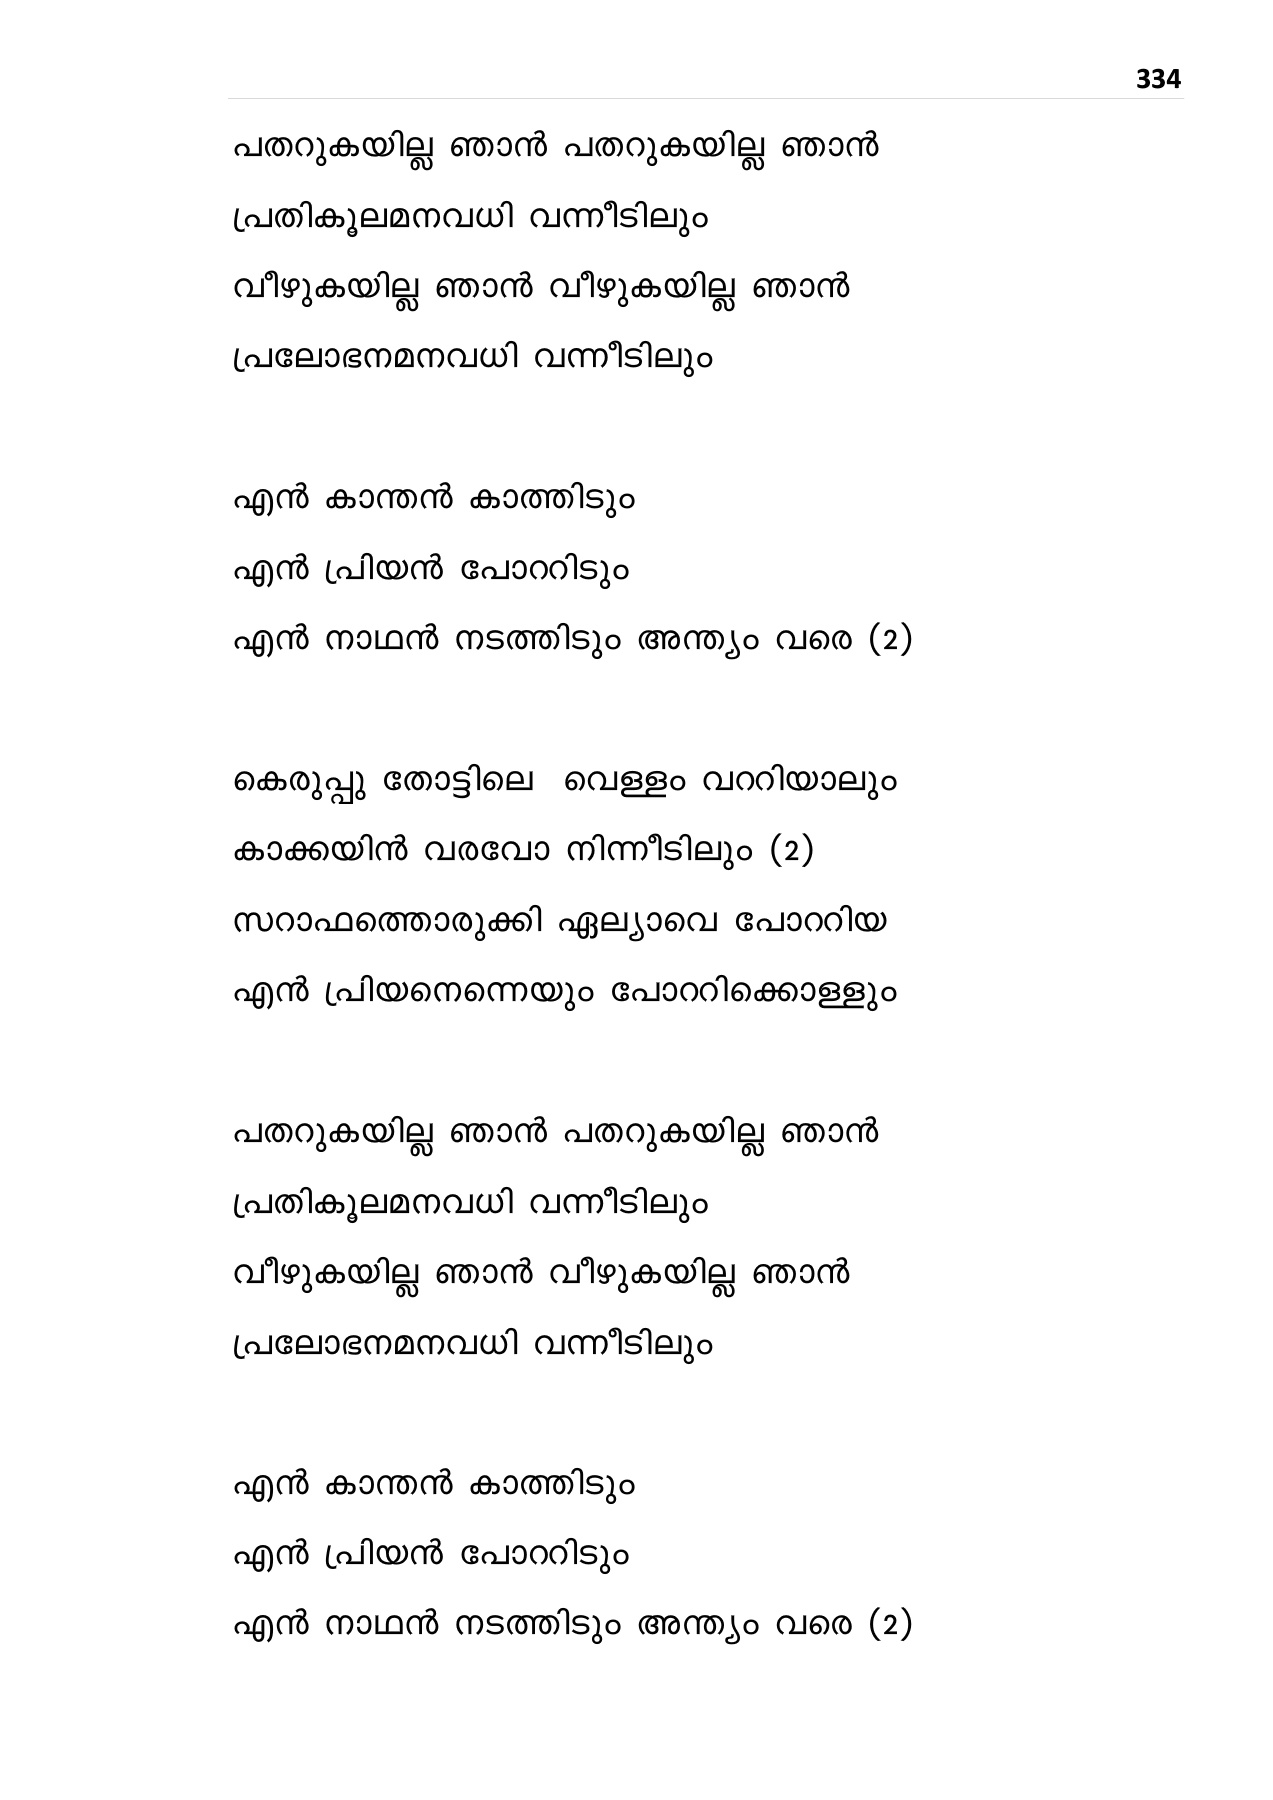 334
പതറുകയില്ല ഞാൻ പതറുകയില്ല ഞാൻ
പ്രതികൂലമനവധി വന്നീടിലും
വീഴുകയില്ല ഞാൻ വീഴുകയില്ല ഞാൻ
പ്രലോഭനമനവധി വന്നീടിലും
എൻ കാന്തൻ കാത്തിടും
എൻ പ്രിയൻ പോററിടും
എൻ നാഥൻ നടത്തിടും അന്ത്യം വരെ (2)
കെരുപ്പു തോട്ടിലെ വെള്ളം വററിയാലും
കാക്കയിൻ വരവോ നിന്നീടിലും (2)
സറാഫത്തൊരുക്കി ഏല്യാവെ പോററിയ
എൻ പ്രിയനെന്നെയും പോററിക്കൊള്ളും
പതറുകയില്ല ഞാൻ പതറുകയില്ല ഞാൻ
പ്രതികൂലമനവധി വന്നീടിലും
വീഴുകയില്ല ഞാൻ വീഴുകയില്ല ഞാൻ
പ്രലോഭനമനവധി വന്നീടിലും
എൻ കാന്തൻ കാത്തിടും
എൻ പ്രിയൻ പോററിടും
എൻ നാഥൻ നടത്തിടും അന്ത്യം വരെ (2)